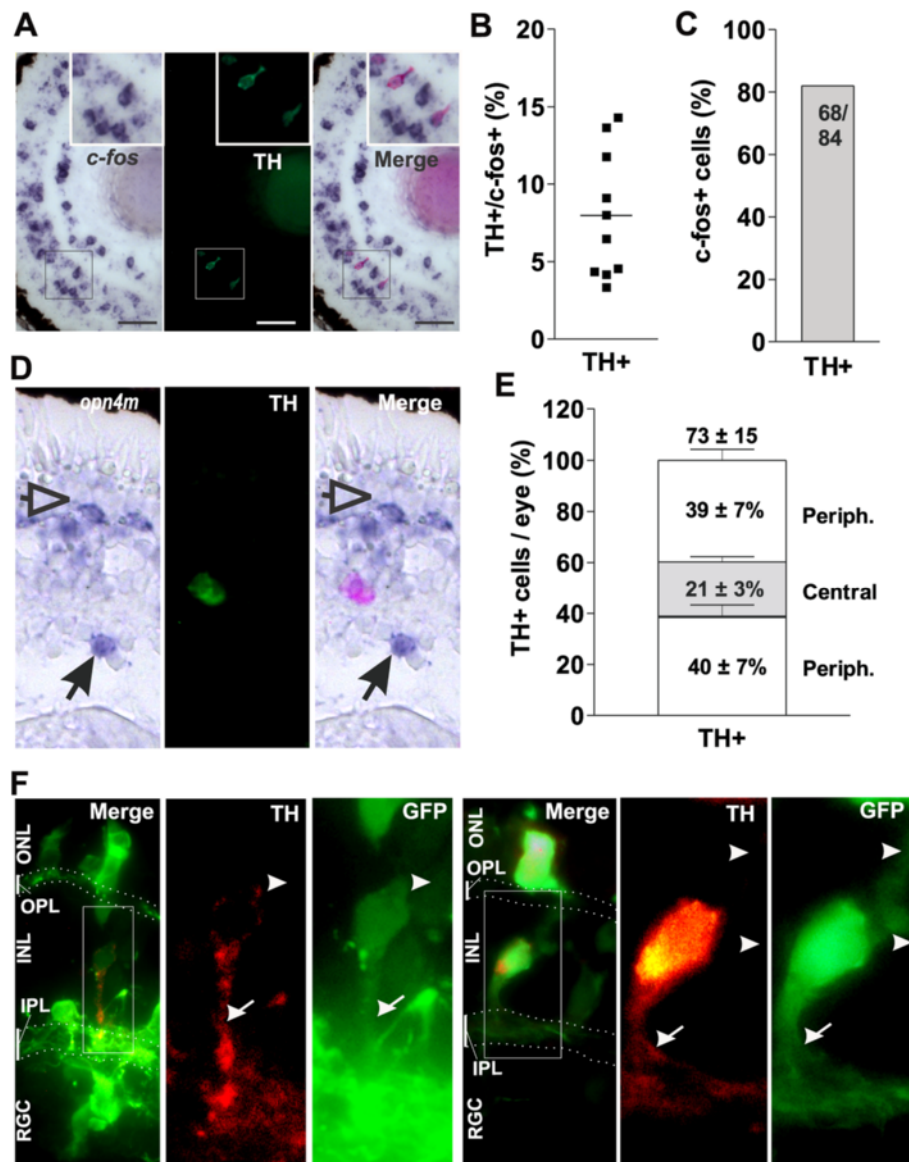 A
c-fos
TH
Merge
B
TH+/c-fos+ (%)
20
15
10
5
0
TH+
C
c-fos+ cells (%)
100
80
60
40
20
0
68/
84
TH+
D
opn4m
TH
Merge
E
TH+ cells / eye (%)
120
100
80
60
40
20
0
73 ± 15
39 ± 7%
21 ± 3%
40 ± 7%
Periph.
Central
Periph.
TH+
F
Merge
TH
GFP
ONL
OPL
INL
IPL
RGC
Merge
TH
GFP
ONL
OPL
INL
IPL
RGC